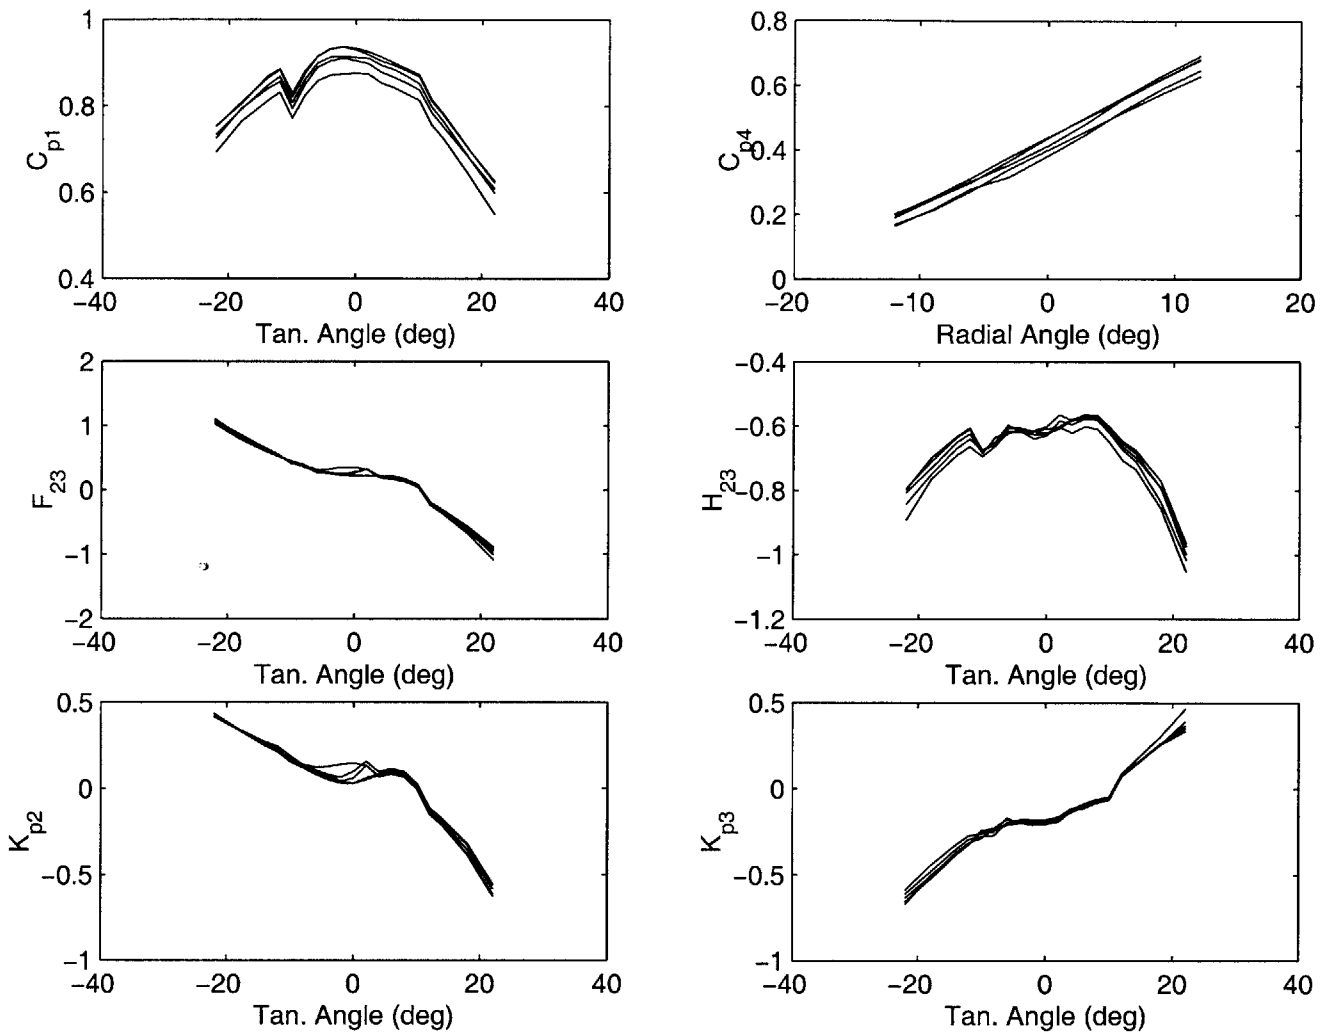 1
0.8
0.6
0.4
C_p1
−40 −20 0 20 40
Tan. Angle (deg)
0.8
0.6
0.4
0.2
0
C_p4
−20 −10 0 10 20
Radial Angle (deg)
2
1
0
−1
−2
F_23
−40 −20 0 20 40
Tan. Angle (deg)
−0.4
−0.6
−0.8
−1
−1.2
H_23
−40 −20 0 20 40
Tan. Angle (deg)
0.5
0
−0.5
−1
K_p2
−40 −20 0 20 40
Tan. Angle (deg)
0.5
0
−0.5
−1
K_p3
−40 −20 0 20 40
Tan. Angle (deg)